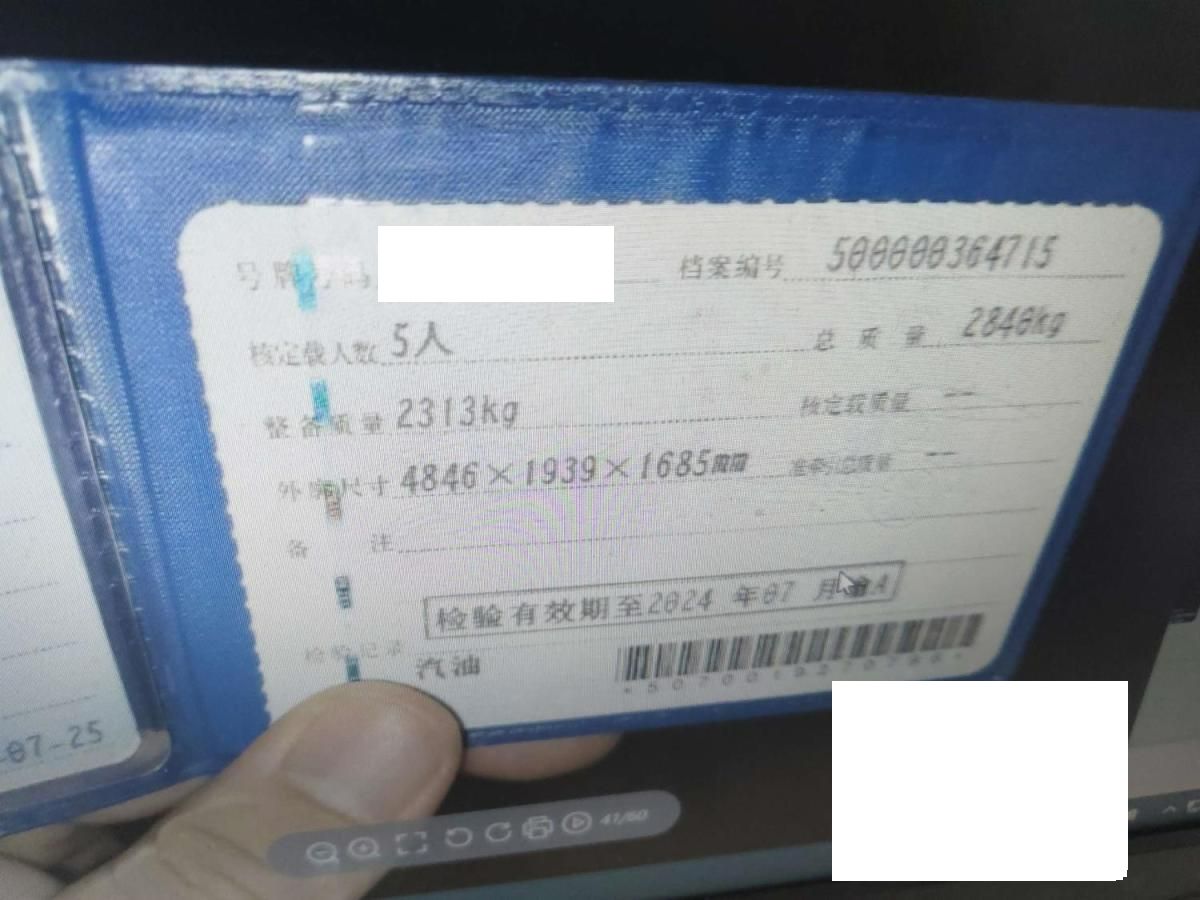 号牌号码 档案编号 500000364715
核定载人数 5人 总质量 2840kg
整备质量 2313kg 核定载质量 --
外廓尺寸 4846×1939×1685mm 准牵引总质量 --
备注
检验有效期至2024 年07 月渝A
检验记录 汽油
-07-25
41/60